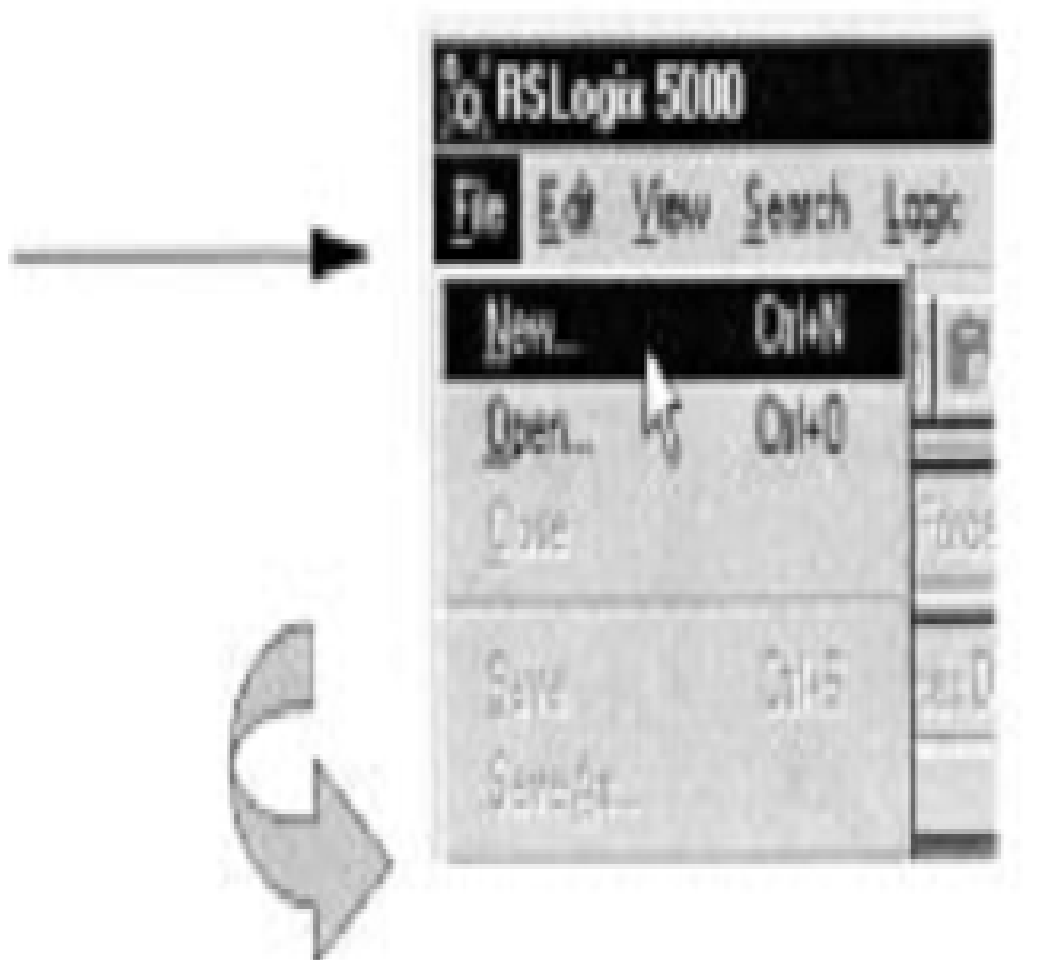 RSLogix 5000
File Edit View Search Logic
New... Ctrl+N
Open... Ctrl+O
Close
Save Ctrl+S
Save As...